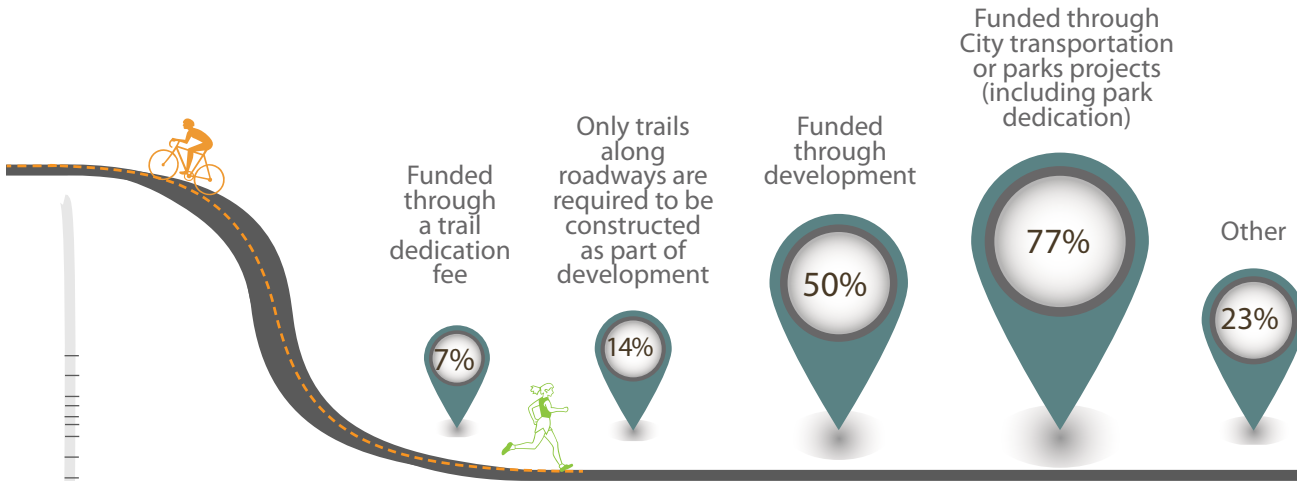 Funded
through
a trail
dedication
fee
7%
Only trails
along
roadways are
required to be
constructed
as part of
development
14%
Funded
through
development
50%
Funded through
City transportation
or parks projects
(including park
dedication)
77%
Other
23%